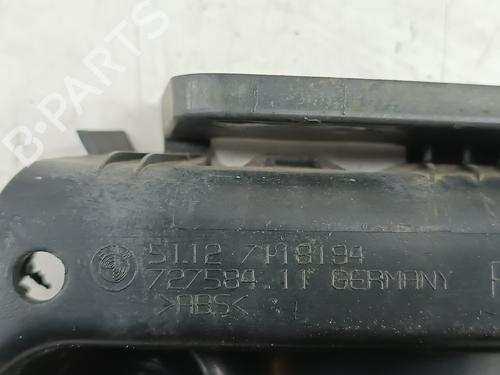 B-PARTS
51.12 7118194
727584.11 GERMANY
>ABS<